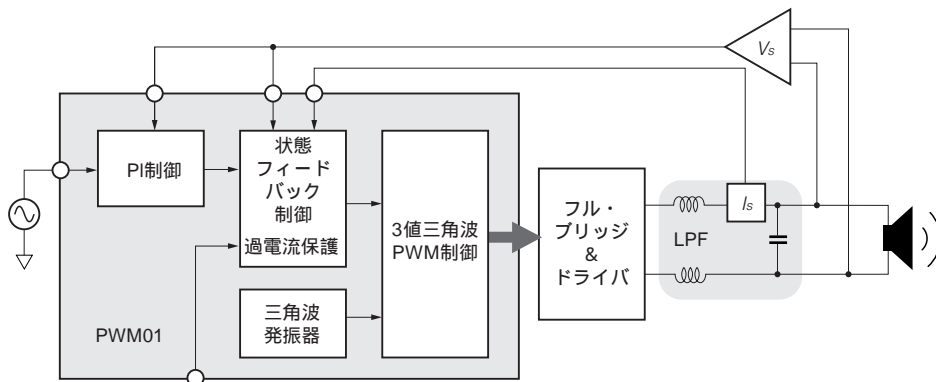 Vs
PI制御
状態
フィード
バック
制御
過電流保護
3値三角波
PWM制御
三角波
発振器
PWM01
フル・
ブリッジ
&
ドライバ
Is
LPF